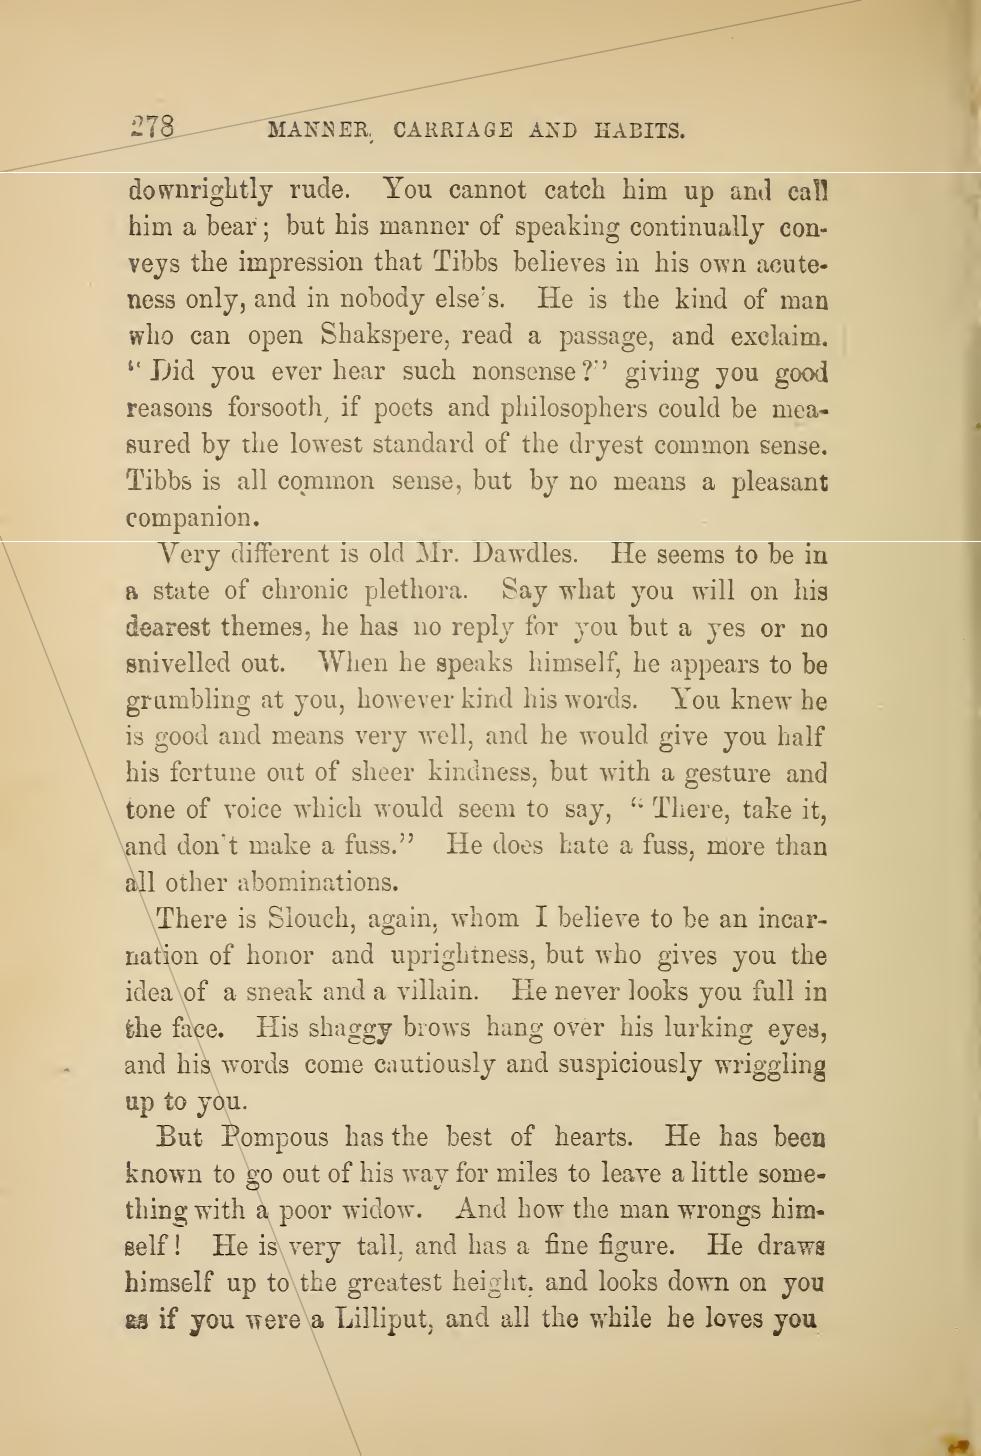 278 MANNER, CARRIAGE AND HABITS.
downrightly rude. You cannot catch him up and call
him a bear; but his manner of speaking continually con-
veys the impression that Tibbs believes in his own acute-
ness only, and in nobody else's. He is the kind of man
who can open Shakspere, read a passage, and exclaim.
"Did you ever hear such nonsense?" giving you good
reasons forsooth, if poets and philosophers could be mea-
sured by the lowest standard of the dryest common sense.
Tibbs is all common sense, but by no means a pleasant
companion.
Very different is old Mr. Dawdles. He seems to be in
a state of chronic plethora. Say what you will on his
dearest themes, he has no reply for you but a yes or no
snivelled out. When he speaks himself, he appears to be
grumbling at you, however kind his words. You knew he
is good and means very well, and he would give you half
his fortune out of sheer kindness, but with a gesture and
tone of voice which would seem to say, "There, take it,
and don't make a fuss." He does hate a fuss, more than
all other abominations.
There is Slouch, again, whom I believe to be an incar-
nation of honor and uprightness, but who gives you the
idea of a sneak and a villain. He never looks you full in
the face. His shaggy brows hang over his lurking eyes,
and his words come cautiously and suspiciously wriggling
up to you.
But Pompous has the best of hearts. He has been
known to go out of his way for miles to leave a little some-
thing with a poor widow. And how the man wrongs him-
self! He is very tall, and has a fine figure. He draws
himself up to the greatest height, and looks down on you
as if you were a Lilliput, and all the while he loves you